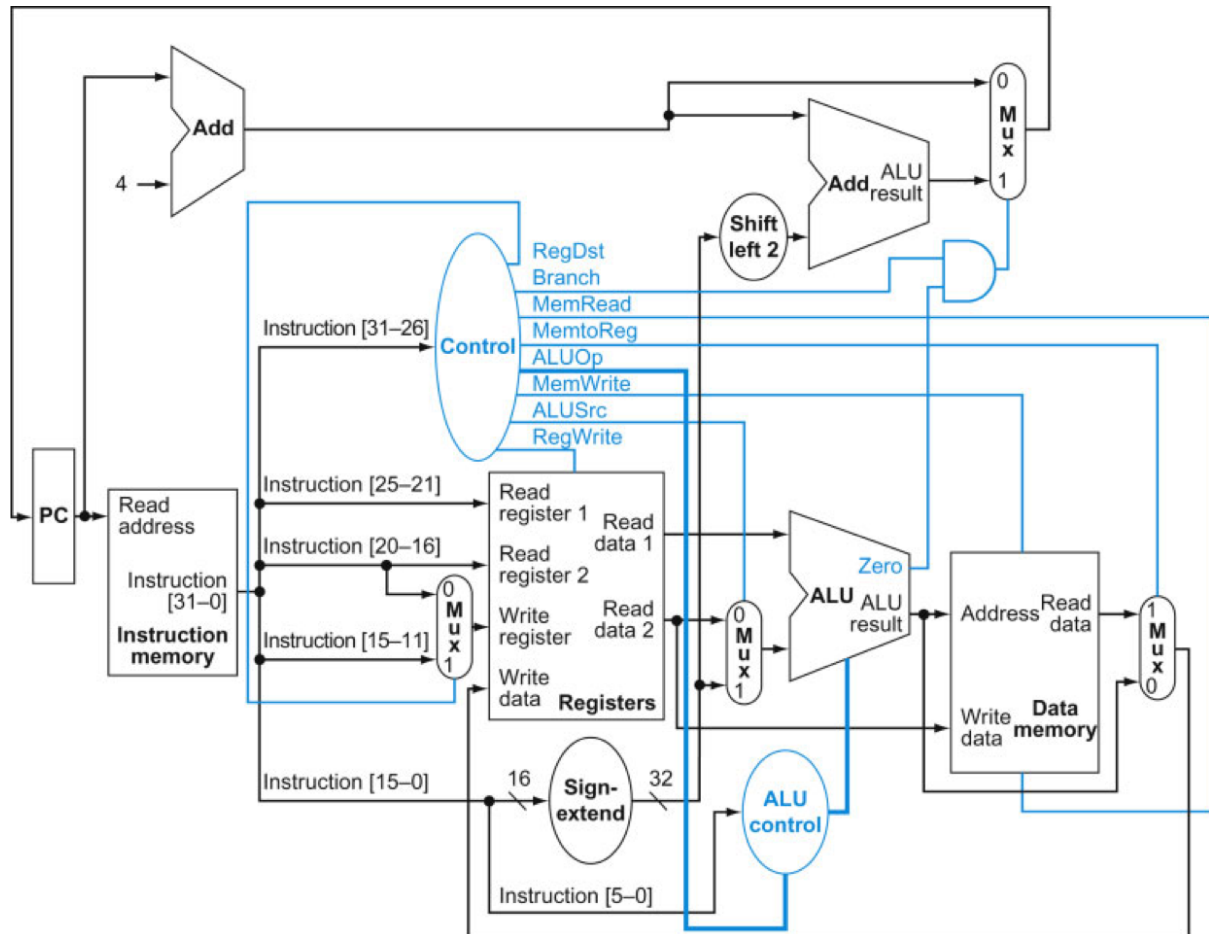 0
M
u
x
1
Add
Add
ALU
result
4
Shift
left 2
RegDst
Branch
MemRead
Instruction [31–26]
Control
MemtoReg
ALUOp
MemWrite
ALUSrc
RegWrite
PC
Read
address
Instruction
[31–0]
Instruction
memory
Instruction [25–21]
Instruction [20–16]
Instruction [15–11]
0
M
u
x
1
Read
register 1
Read
data 1
Read
register 2
Read
data 2
Write
register
Write
data
Registers
0
M
u
x
1
Zero
ALU
ALU
result
Address
Read
data
Write
data
Data
memory
1
M
u
x
0
Instruction [15–0]
16
Sign-
extend
32
ALU
control
Instruction [5–0]